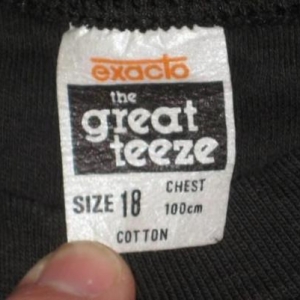 exacto
the
great
teeze
SIZE 18 CHEST
100cm
COTTON